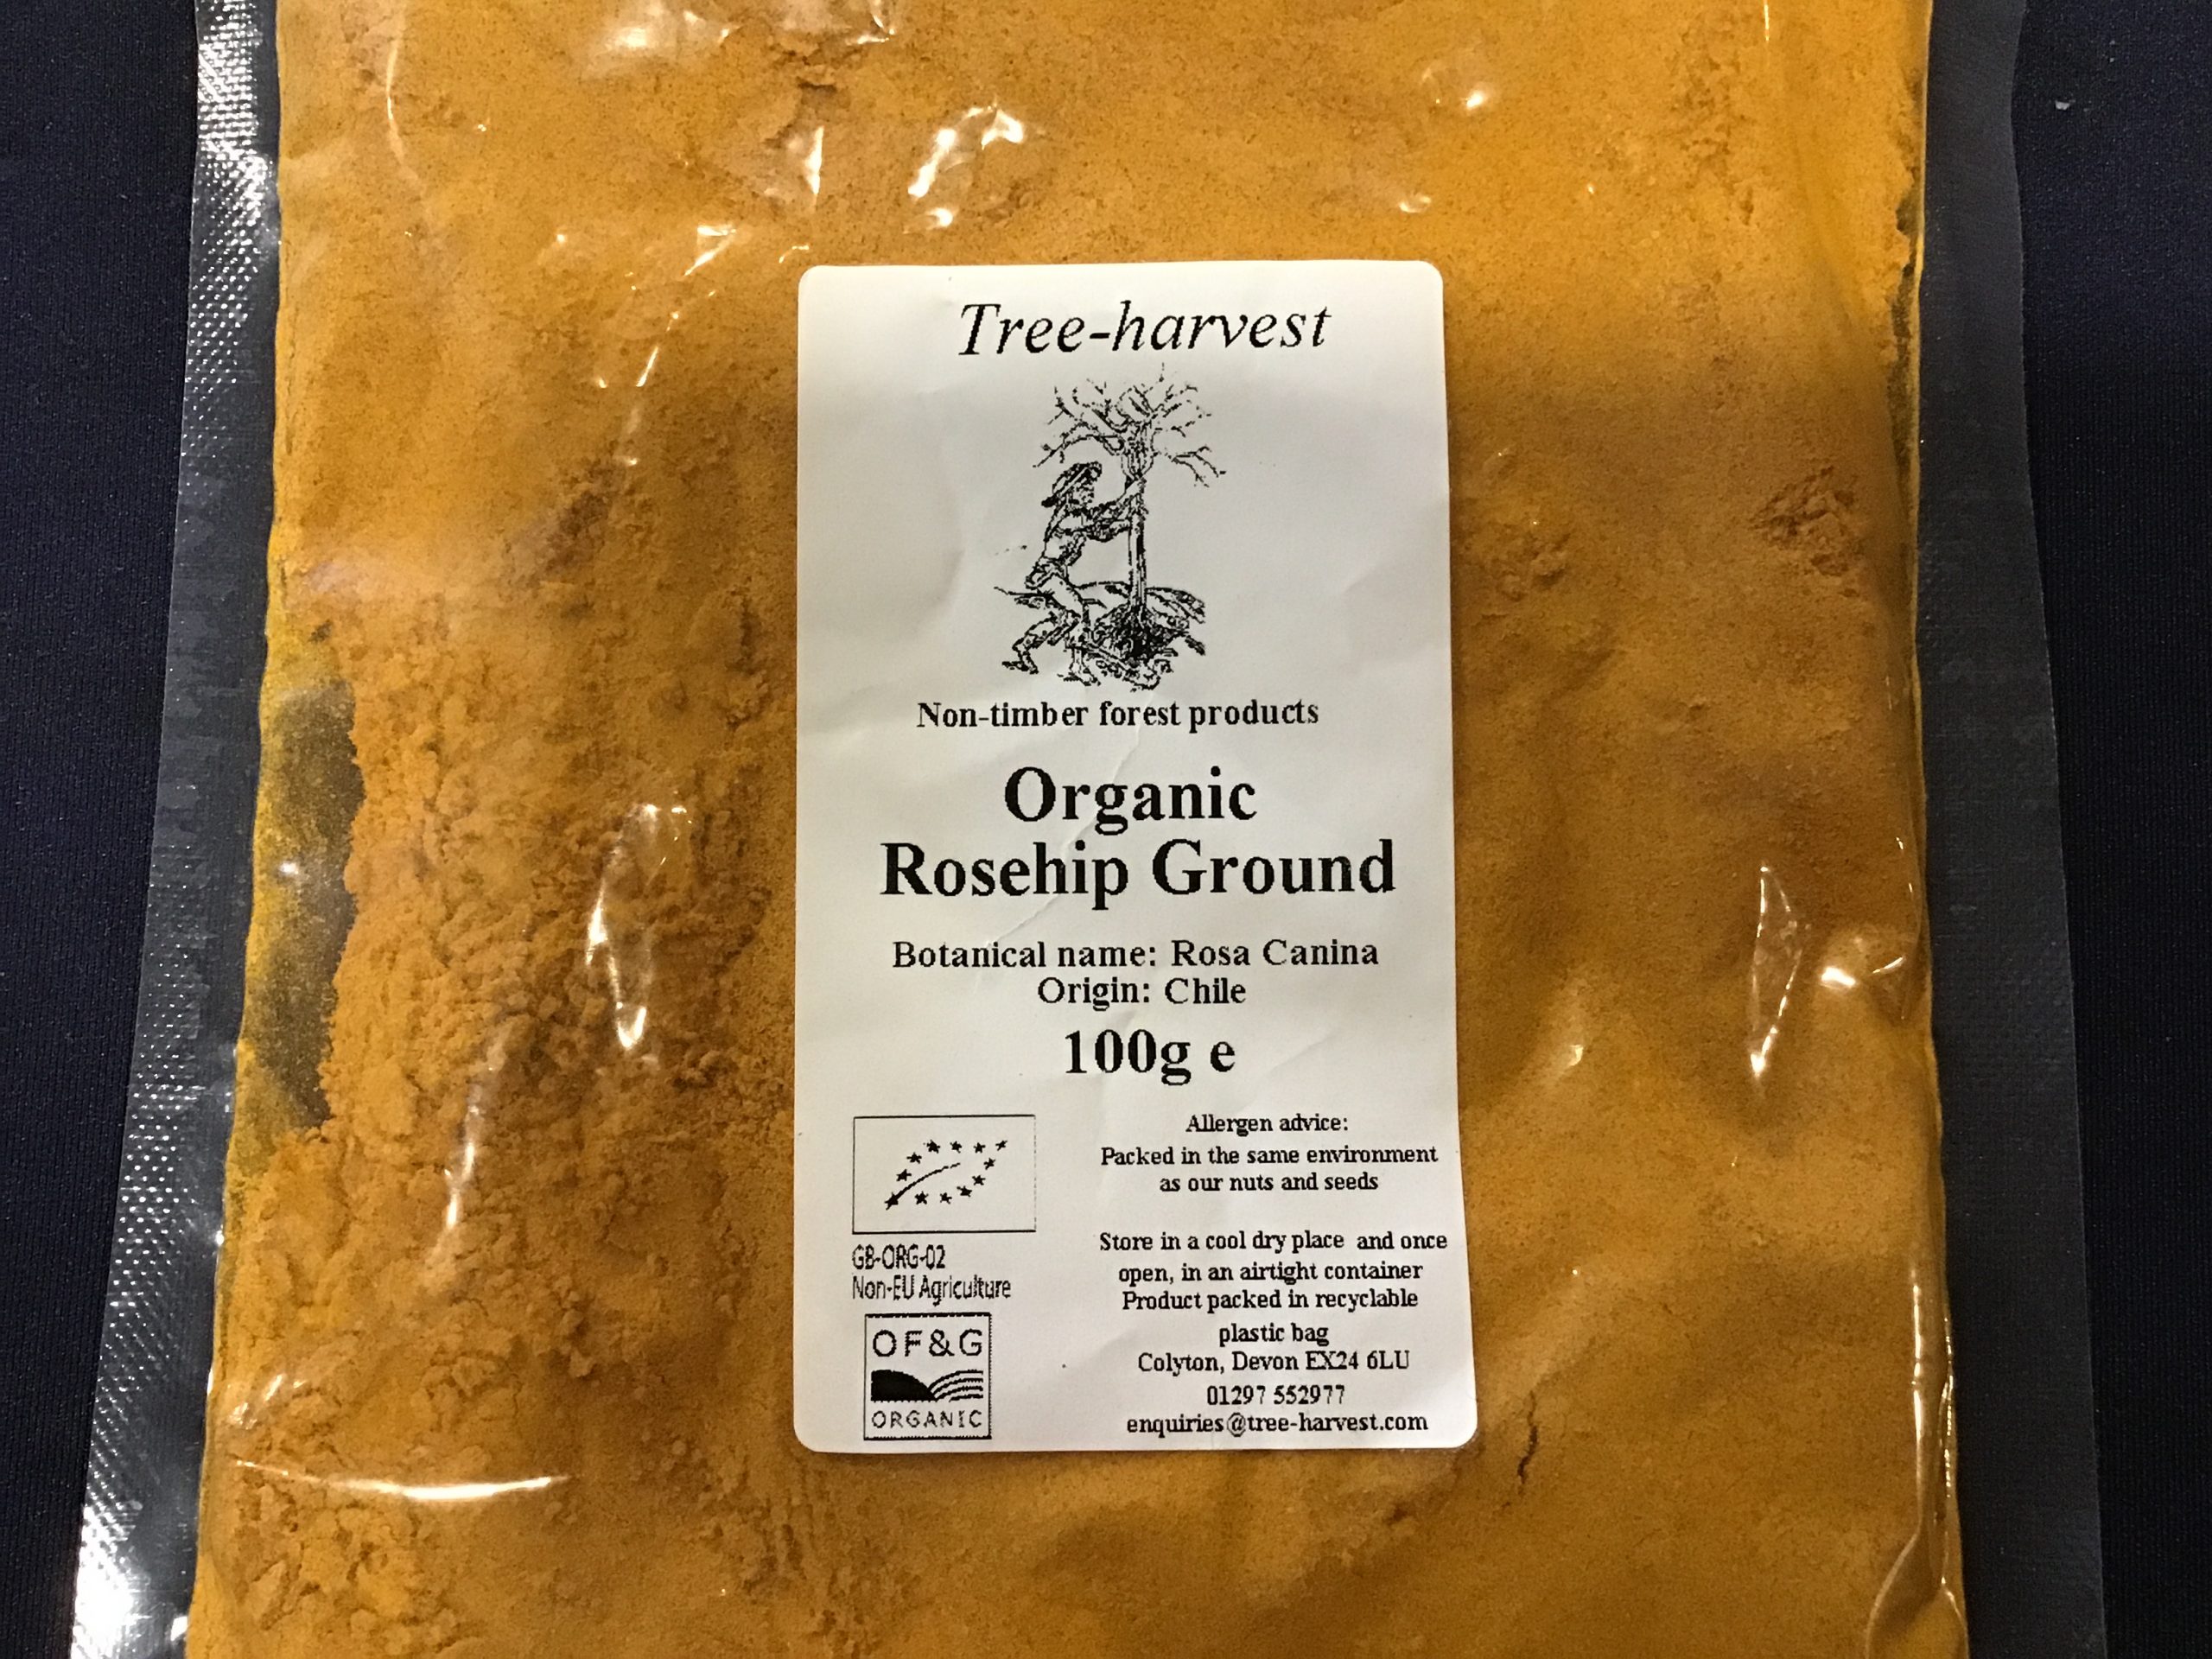 Tree-harvest
Non-timber forest products
Organic
Rosehip Ground
Botanical name: Rosa Canina
Origin: Chile
100g e
GB-ORG-02
Non-EU Agriculture
OF&G
ORGANIC
Allergen advice:
Packed in the same environment
as our nuts and seeds
Store in a cool dry place and once
open, in an airtight container
Product packed in recyclable
plastic bag
Colyton, Devon EX24 6LU
01297 552977
enquiries@tree-harvest.com